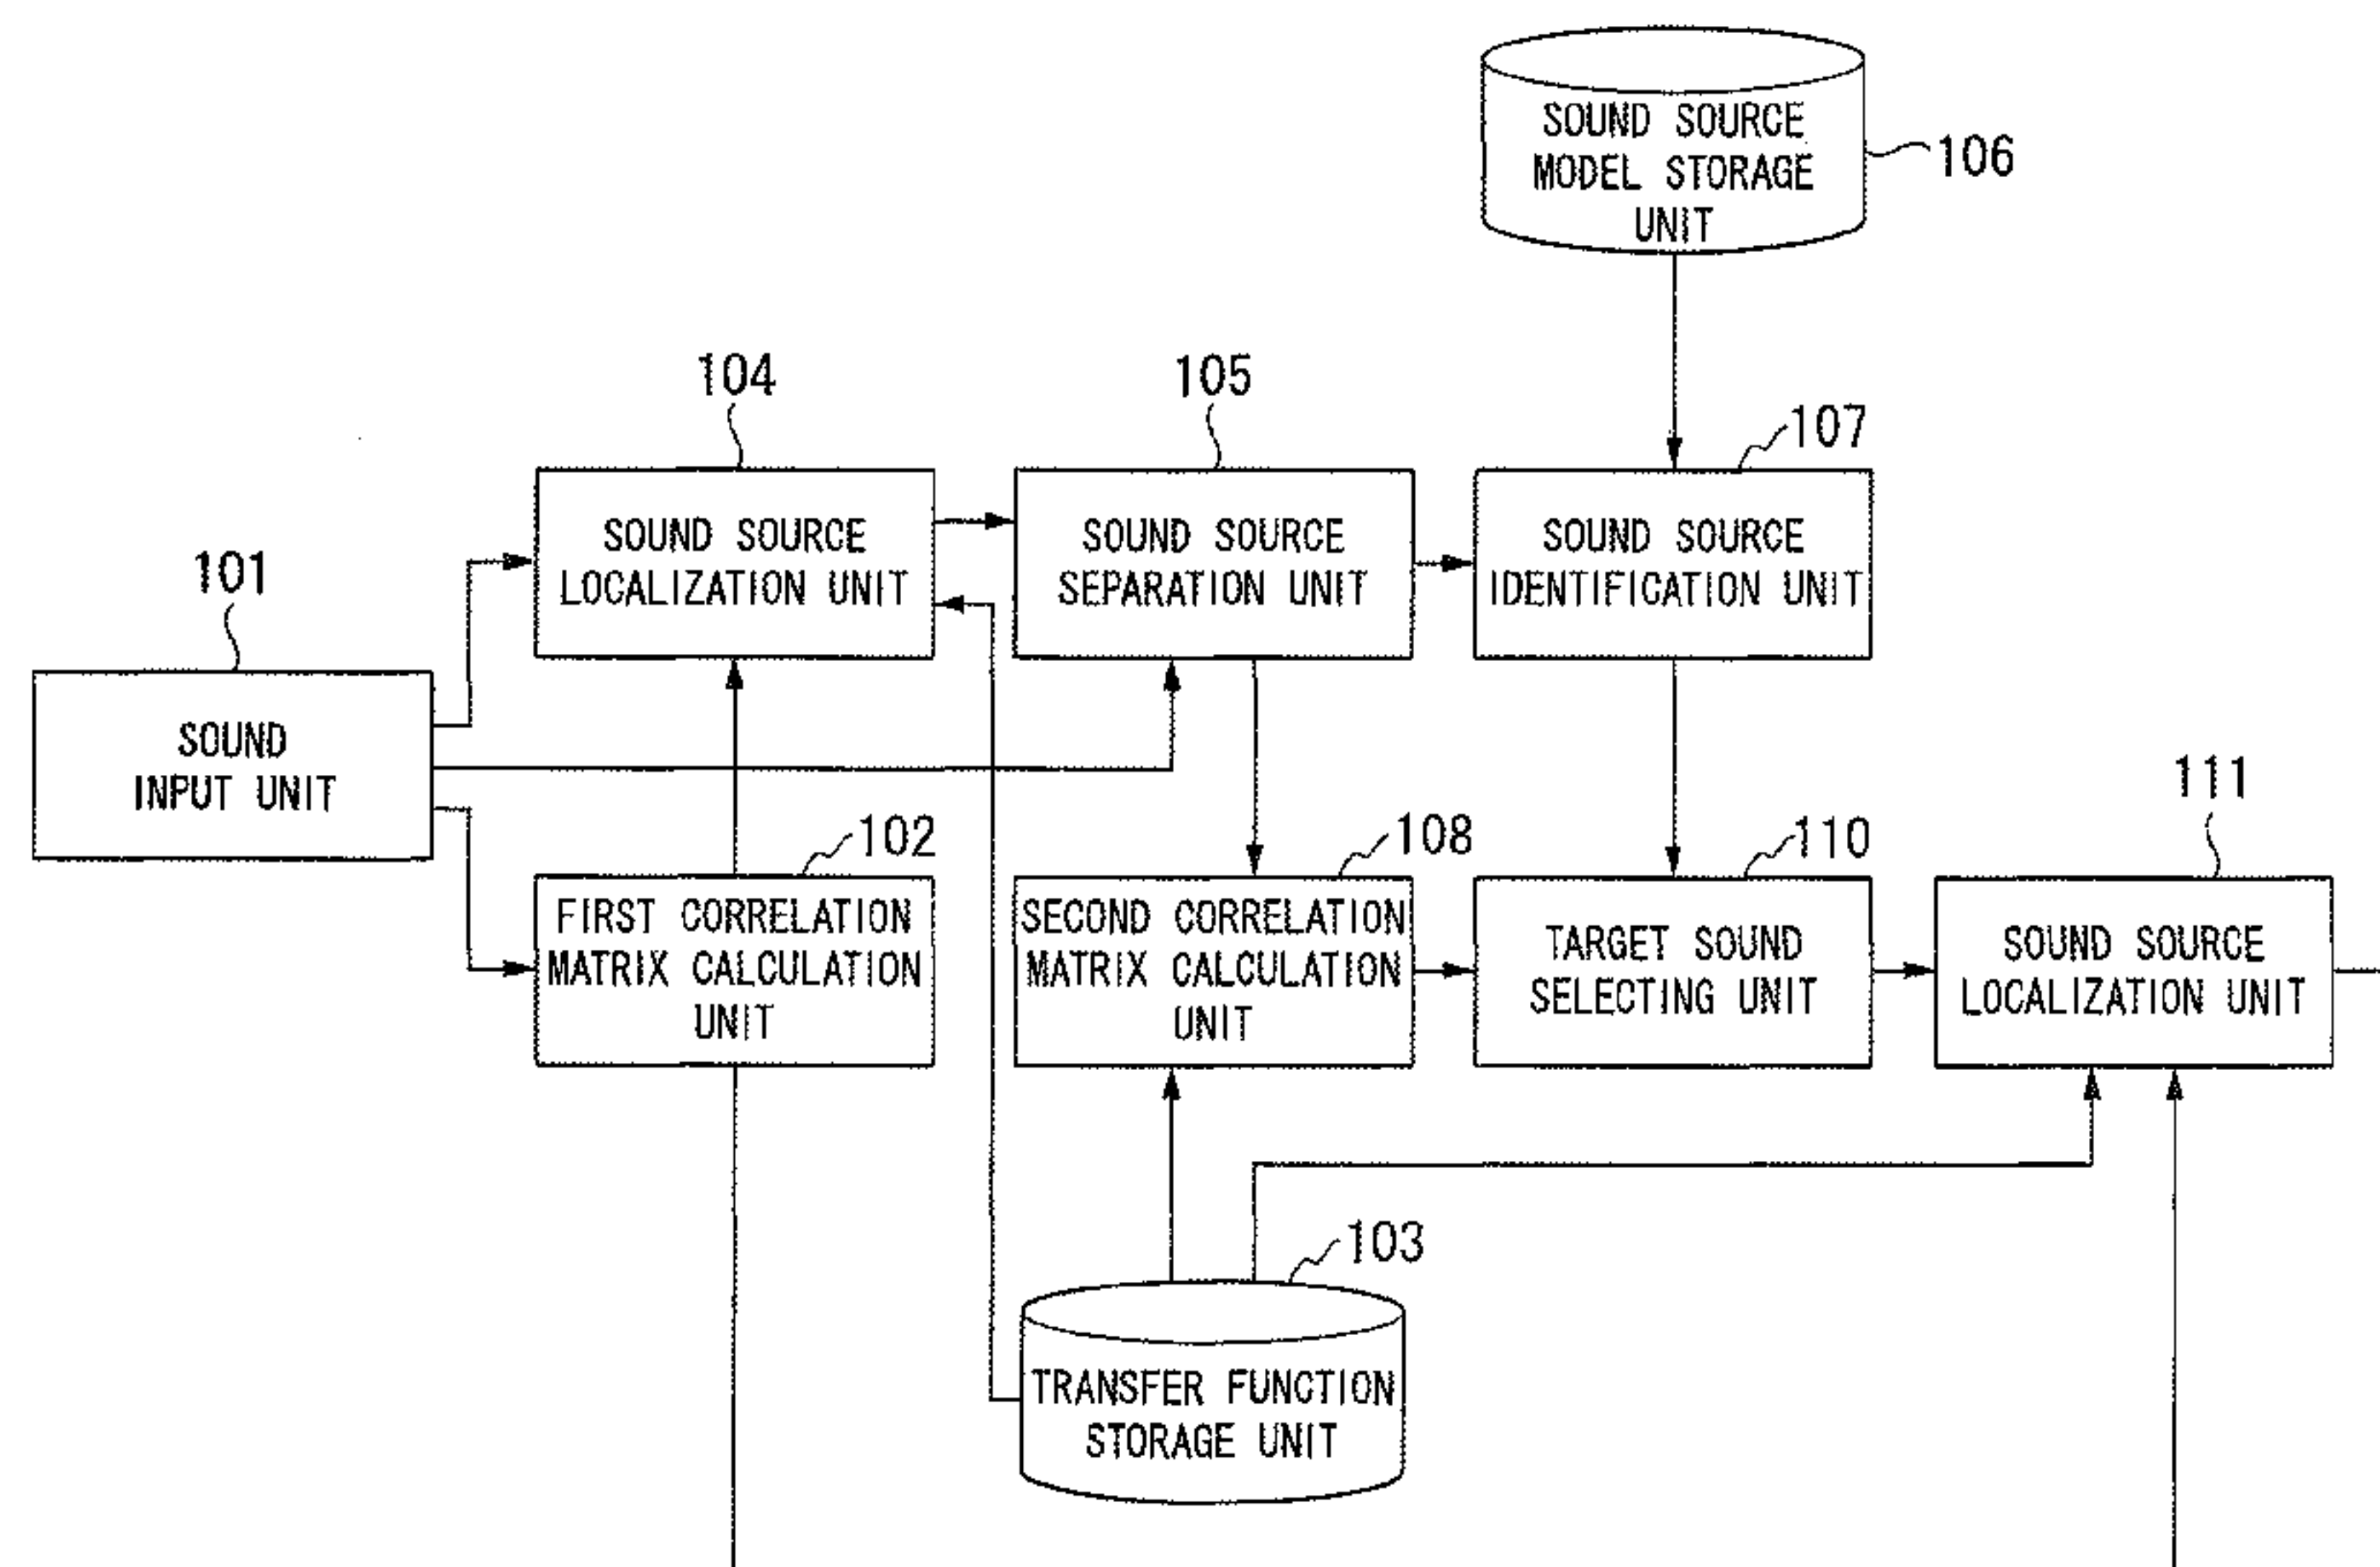 SOUND SOURCE
MODEL STORAGE
UNIT
106
104
105
107
SOUND SOURCE
LOCALIZATION UNIT
SOUND SOURCE
SEPARATION UNIT
SOUND SOURCE
IDENTIFICATION UNIT
101
SOUND
INPUT UNIT
102
108
110
111
FIRST CORRELATION
MATRIX CALCULATION
UNIT
SECOND CORRELATION
MATRIX CALCULATION
UNIT
TARGET SOUND
SELECTING UNIT
SOUND SOURCE
LOCALIZATION UNIT
103
TRANSFER FUNCTION
STORAGE UNIT